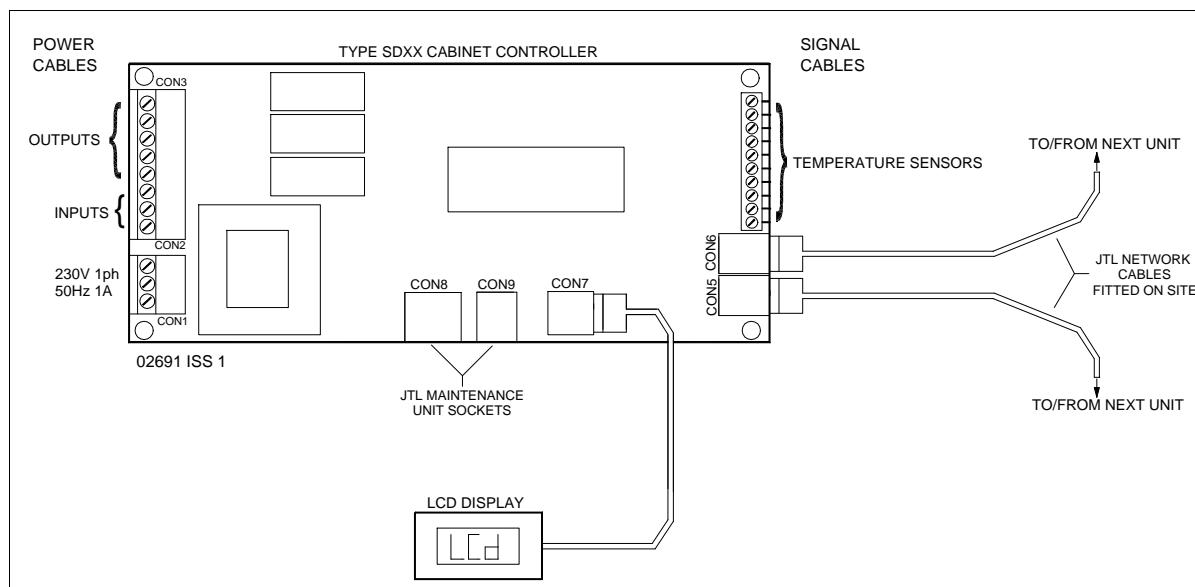 POWER
CABLES
TYPE SDXX CABINET CONTROLLER
SIGNAL
CABLES
CON3
OUTPUTS
INPUTS
CON2
230V 1ph
50Hz 1A
CON1
02691 ISS 1
CON8
CON9
CON7
JTL MAINTENANCE
UNIT SOCKETS
CON6
CON5
TEMPERATURE SENSORS
TO/FROM NEXT UNIT
JTL NETWORK
CABLES
FITTED ON SITE
TO/FROM NEXT UNIT
LCD DISPLAY
LCd